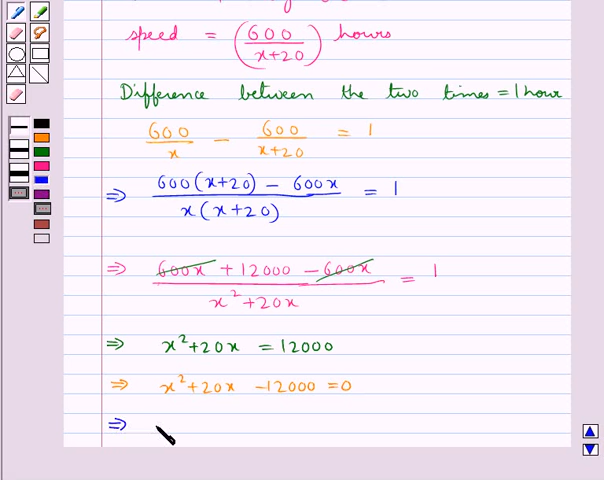 speed = (600/x+20) hours
Difference between the two times = 1 hour
600/x - 600/x+20 = 1
⇒ 600(x+20) - 600x / x(x+20) = 1
⇒ 600x + 12000 - 600x / x²+20x = 1
⇒ x²+20x = 12000
⇒ x²+20x -12000 = 0
⇒